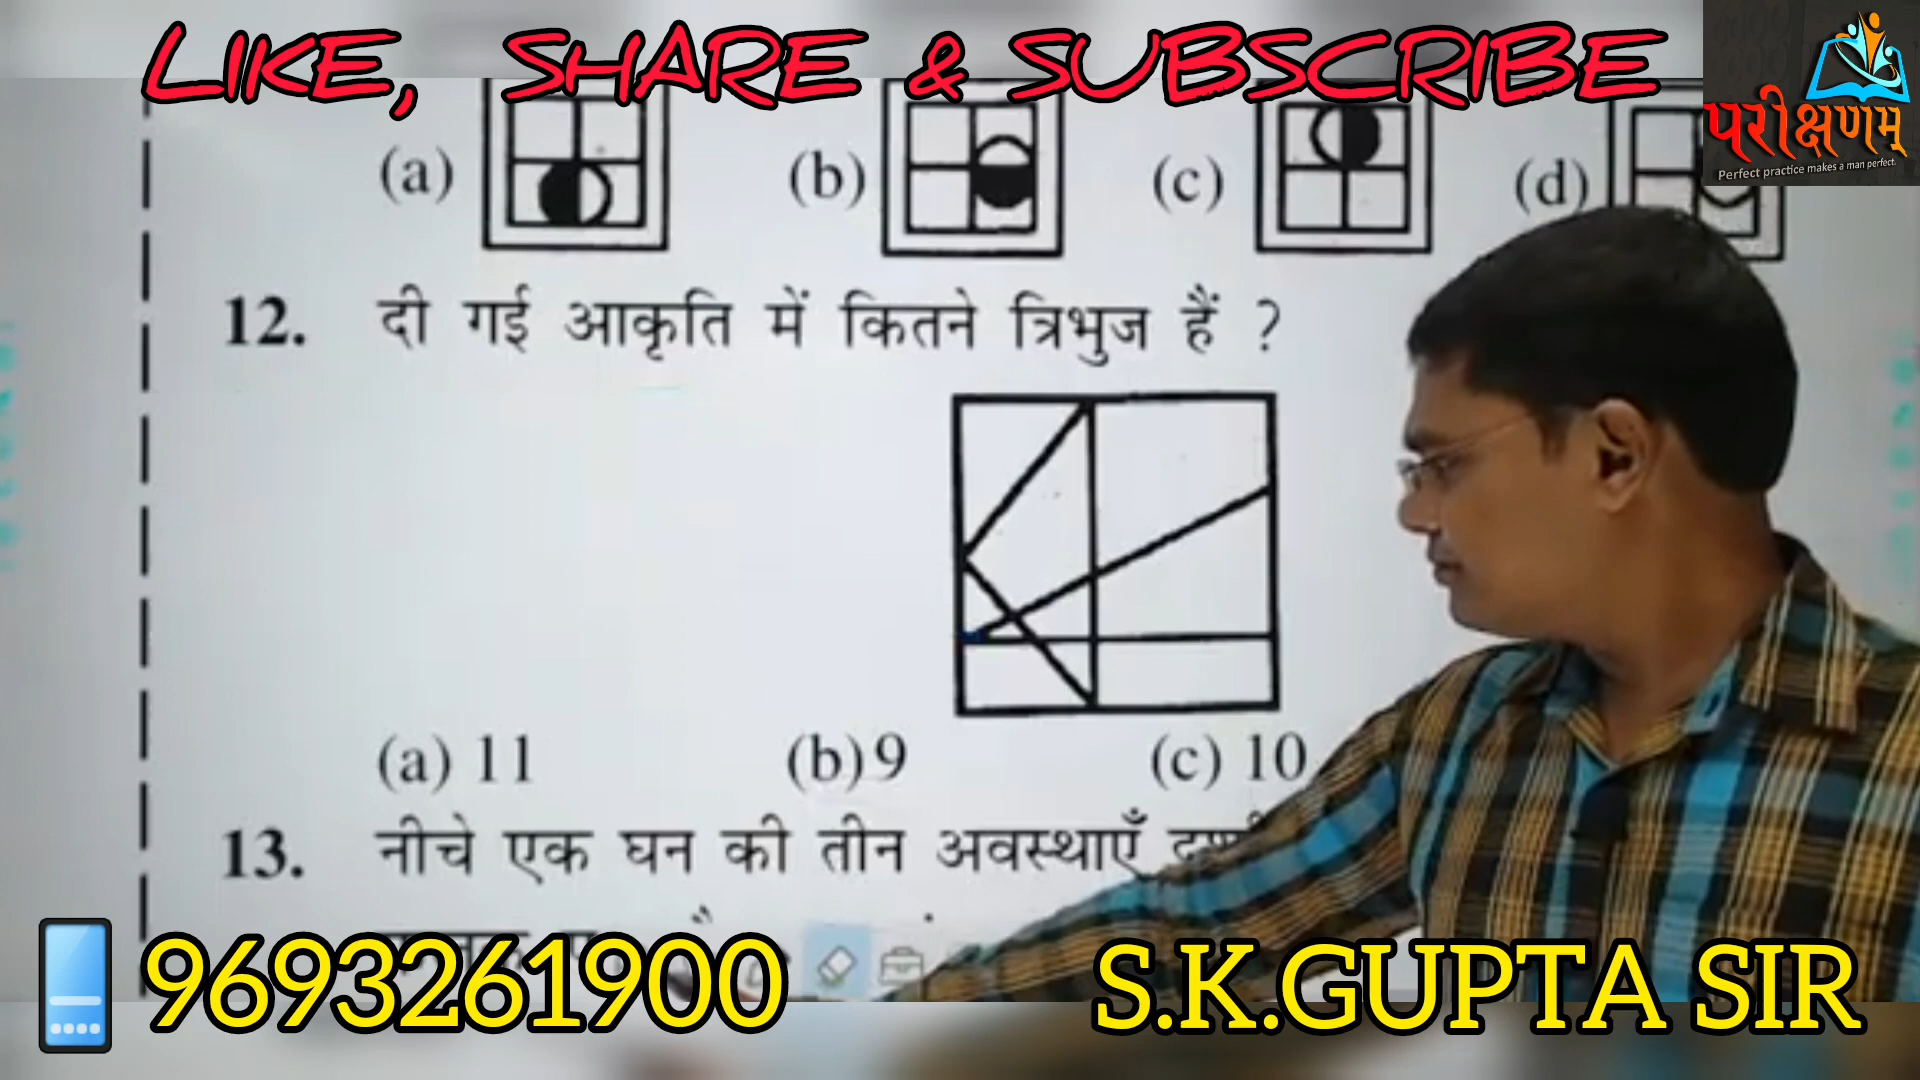 LIKE, SHARE & SUBSCRIBE
परीक्षणम्
Perfect practice makes a man perfect.
(a) (b) (c) (d)
12. दी गई आकृति में कितने त्रिभुज हैं ?
(a) 11 (b) 9 (c) 10
13. नीचे एक घन की तीन अवस्थाएँ
9693261900 S.K.GUPTA SIR